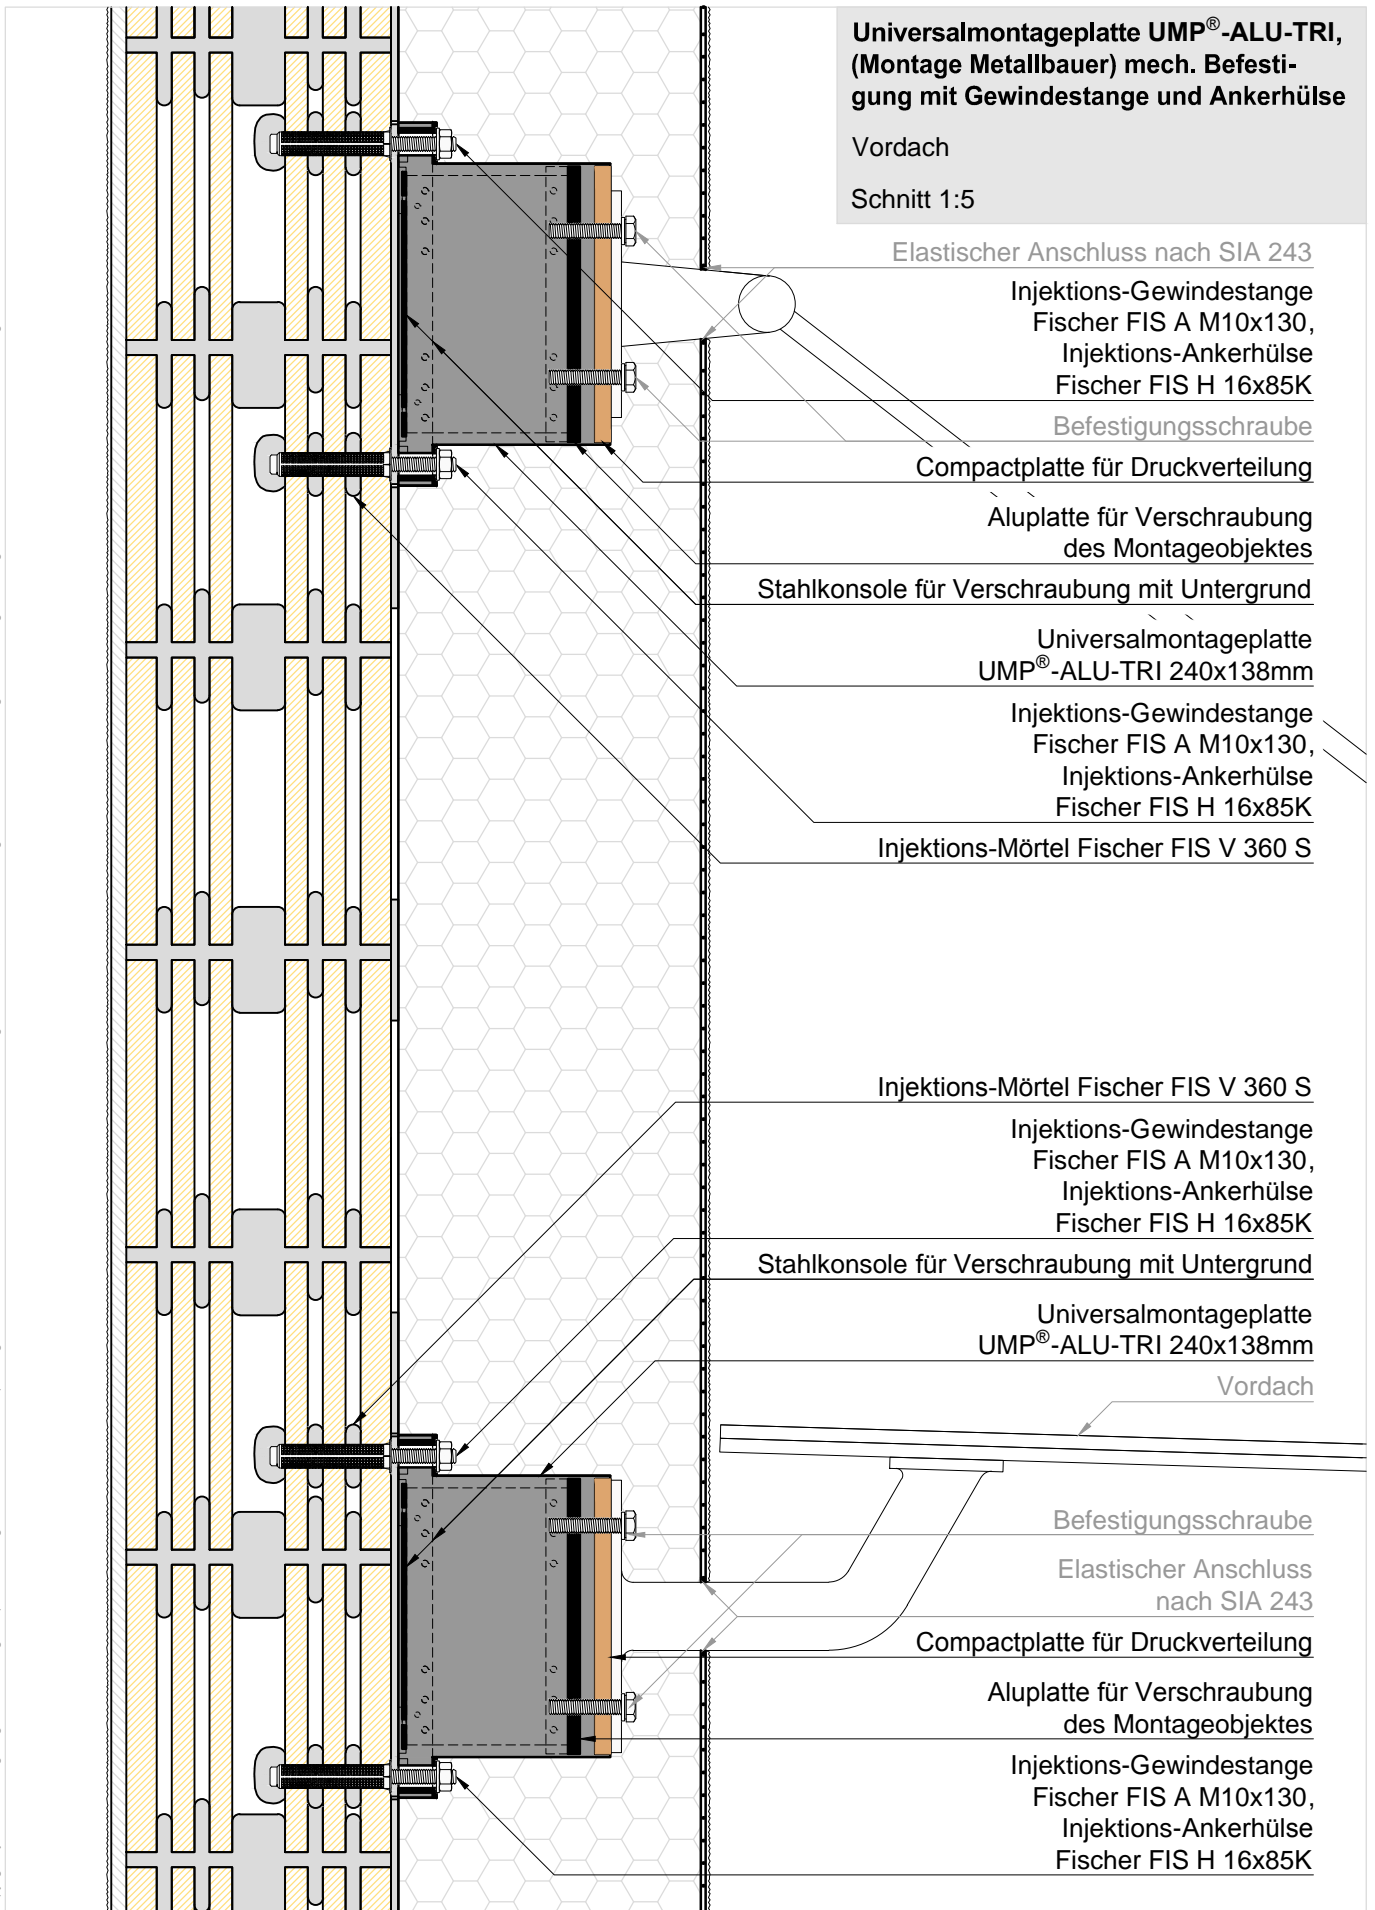 Universalmontageplatte UMP®-ALU-TRI,
(Montage Metallbauer) mech. Befesti-
gung mit Gewindestange und Ankerhülse
Vordach
Schnitt 1:5
Elastischer Anschluss nach SIA 243
Injektions-Gewindestange
Fischer FIS A M10x130,
Injektions-Ankerhülse
Fischer FIS H 16x85K
Befestigungsschraube
Compactplatte für Druckverteilung
Aluplatte für Verschraubung
des Montageobjektes
Stahlkonsole für Verschraubung mit Untergrund
Universalmontageplatte
UMP®-ALU-TRI 240x138mm
Injektions-Gewindestange
Fischer FIS A M10x130,
Injektions-Ankerhülse
Fischer FIS H 16x85K
Injektions-Mörtel Fischer FIS V 360 S
Injektions-Mörtel Fischer FIS V 360 S
Injektions-Gewindestange
Fischer FIS A M10x130,
Injektions-Ankerhülse
Fischer FIS H 16x85K
Stahlkonsole für Verschraubung mit Untergrund
Universalmontageplatte
UMP®-ALU-TRI 240x138mm
Vordach
Befestigungsschraube
Elastischer Anschluss
nach SIA 243
Compactplatte für Druckverteilung
Aluplatte für Verschraubung
des Montageobjektes
Injektions-Gewindestange
Fischer FIS A M10x130,
Injektions-Ankerhülse
Fischer FIS H 16x85K